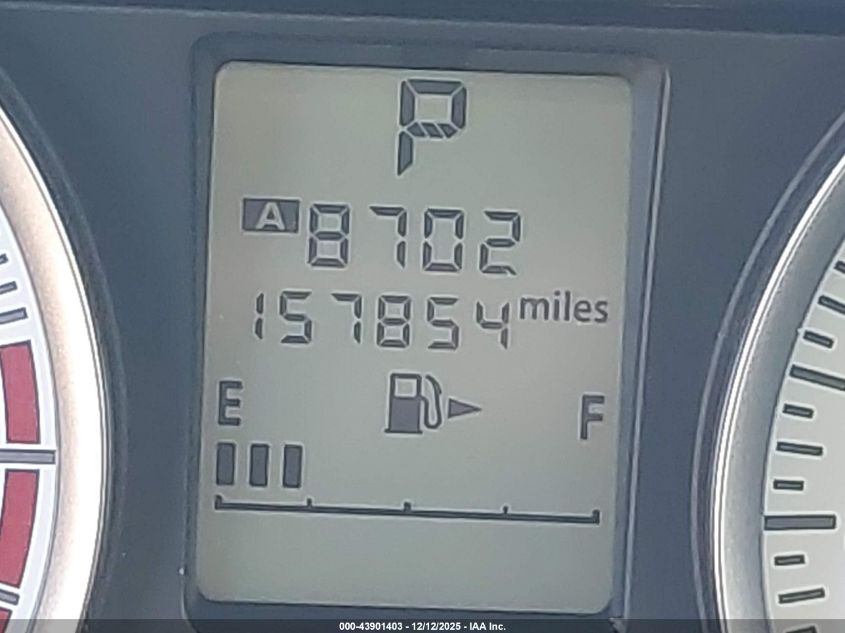 P
A 8702
157854 miles
E F
000-43901403 - 12/12/2025 - IAA Inc.